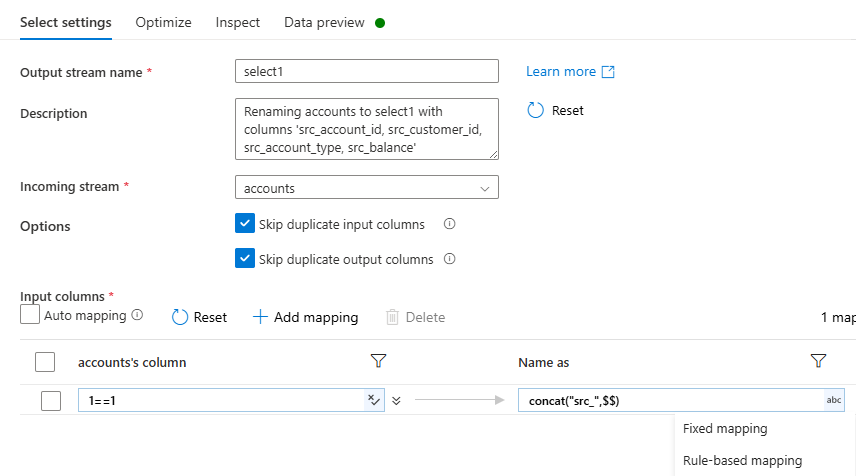 Select settings Optimize Inspect Data preview
Output stream name * select1 Learn more
Description Renaming accounts to select1 with columns 'src_account_id, src_customer_id, src_account_type, src_balance' Reset
Incoming stream * accounts
Options Skip duplicate input columns
Skip duplicate output columns
Input columns *
Auto mapping Reset Add mapping Delete 1 map
accounts's column Name as
1==1 concat("src_",$$) abc
Fixed mapping
Rule-based mapping